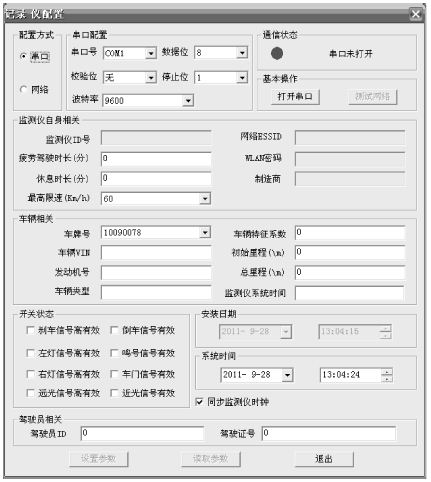 记录 仪配置
配置方式 串口配置 通信状态
串口 串口号 COM1 数据位 8 串口未打开
校验位 无 停止位 1 基本操作
网络 波特率 9600 打开串口 测试网络
监测仪自身相关
监测仪ID号 网络ESSID
疲劳驾驶时长(分) 0 WLAN密码
休息时长(分) 0 制造商
最高限速(Km/h) 60
车辆相关
车牌号 10090078 车辆特征系数 0
车辆VIN 初始里程(\m) 0
发动机号 总里程(\m) 0
车辆类型 监测仪系统时间
开关状态 安装日期
刹车信号高有效 倒车信号有效 2011- 9-28 13:04:15
左灯信号高有效 鸣号信号有效 系统时间
右灯信号高有效 车门信号有效 2011- 9-28 13:04:24
远光信号高有效 近光信号有效 同步监测仪时钟
驾驶员相关
驾驶员ID 0 驾驶证号 0
设置参数 读取参数 退出